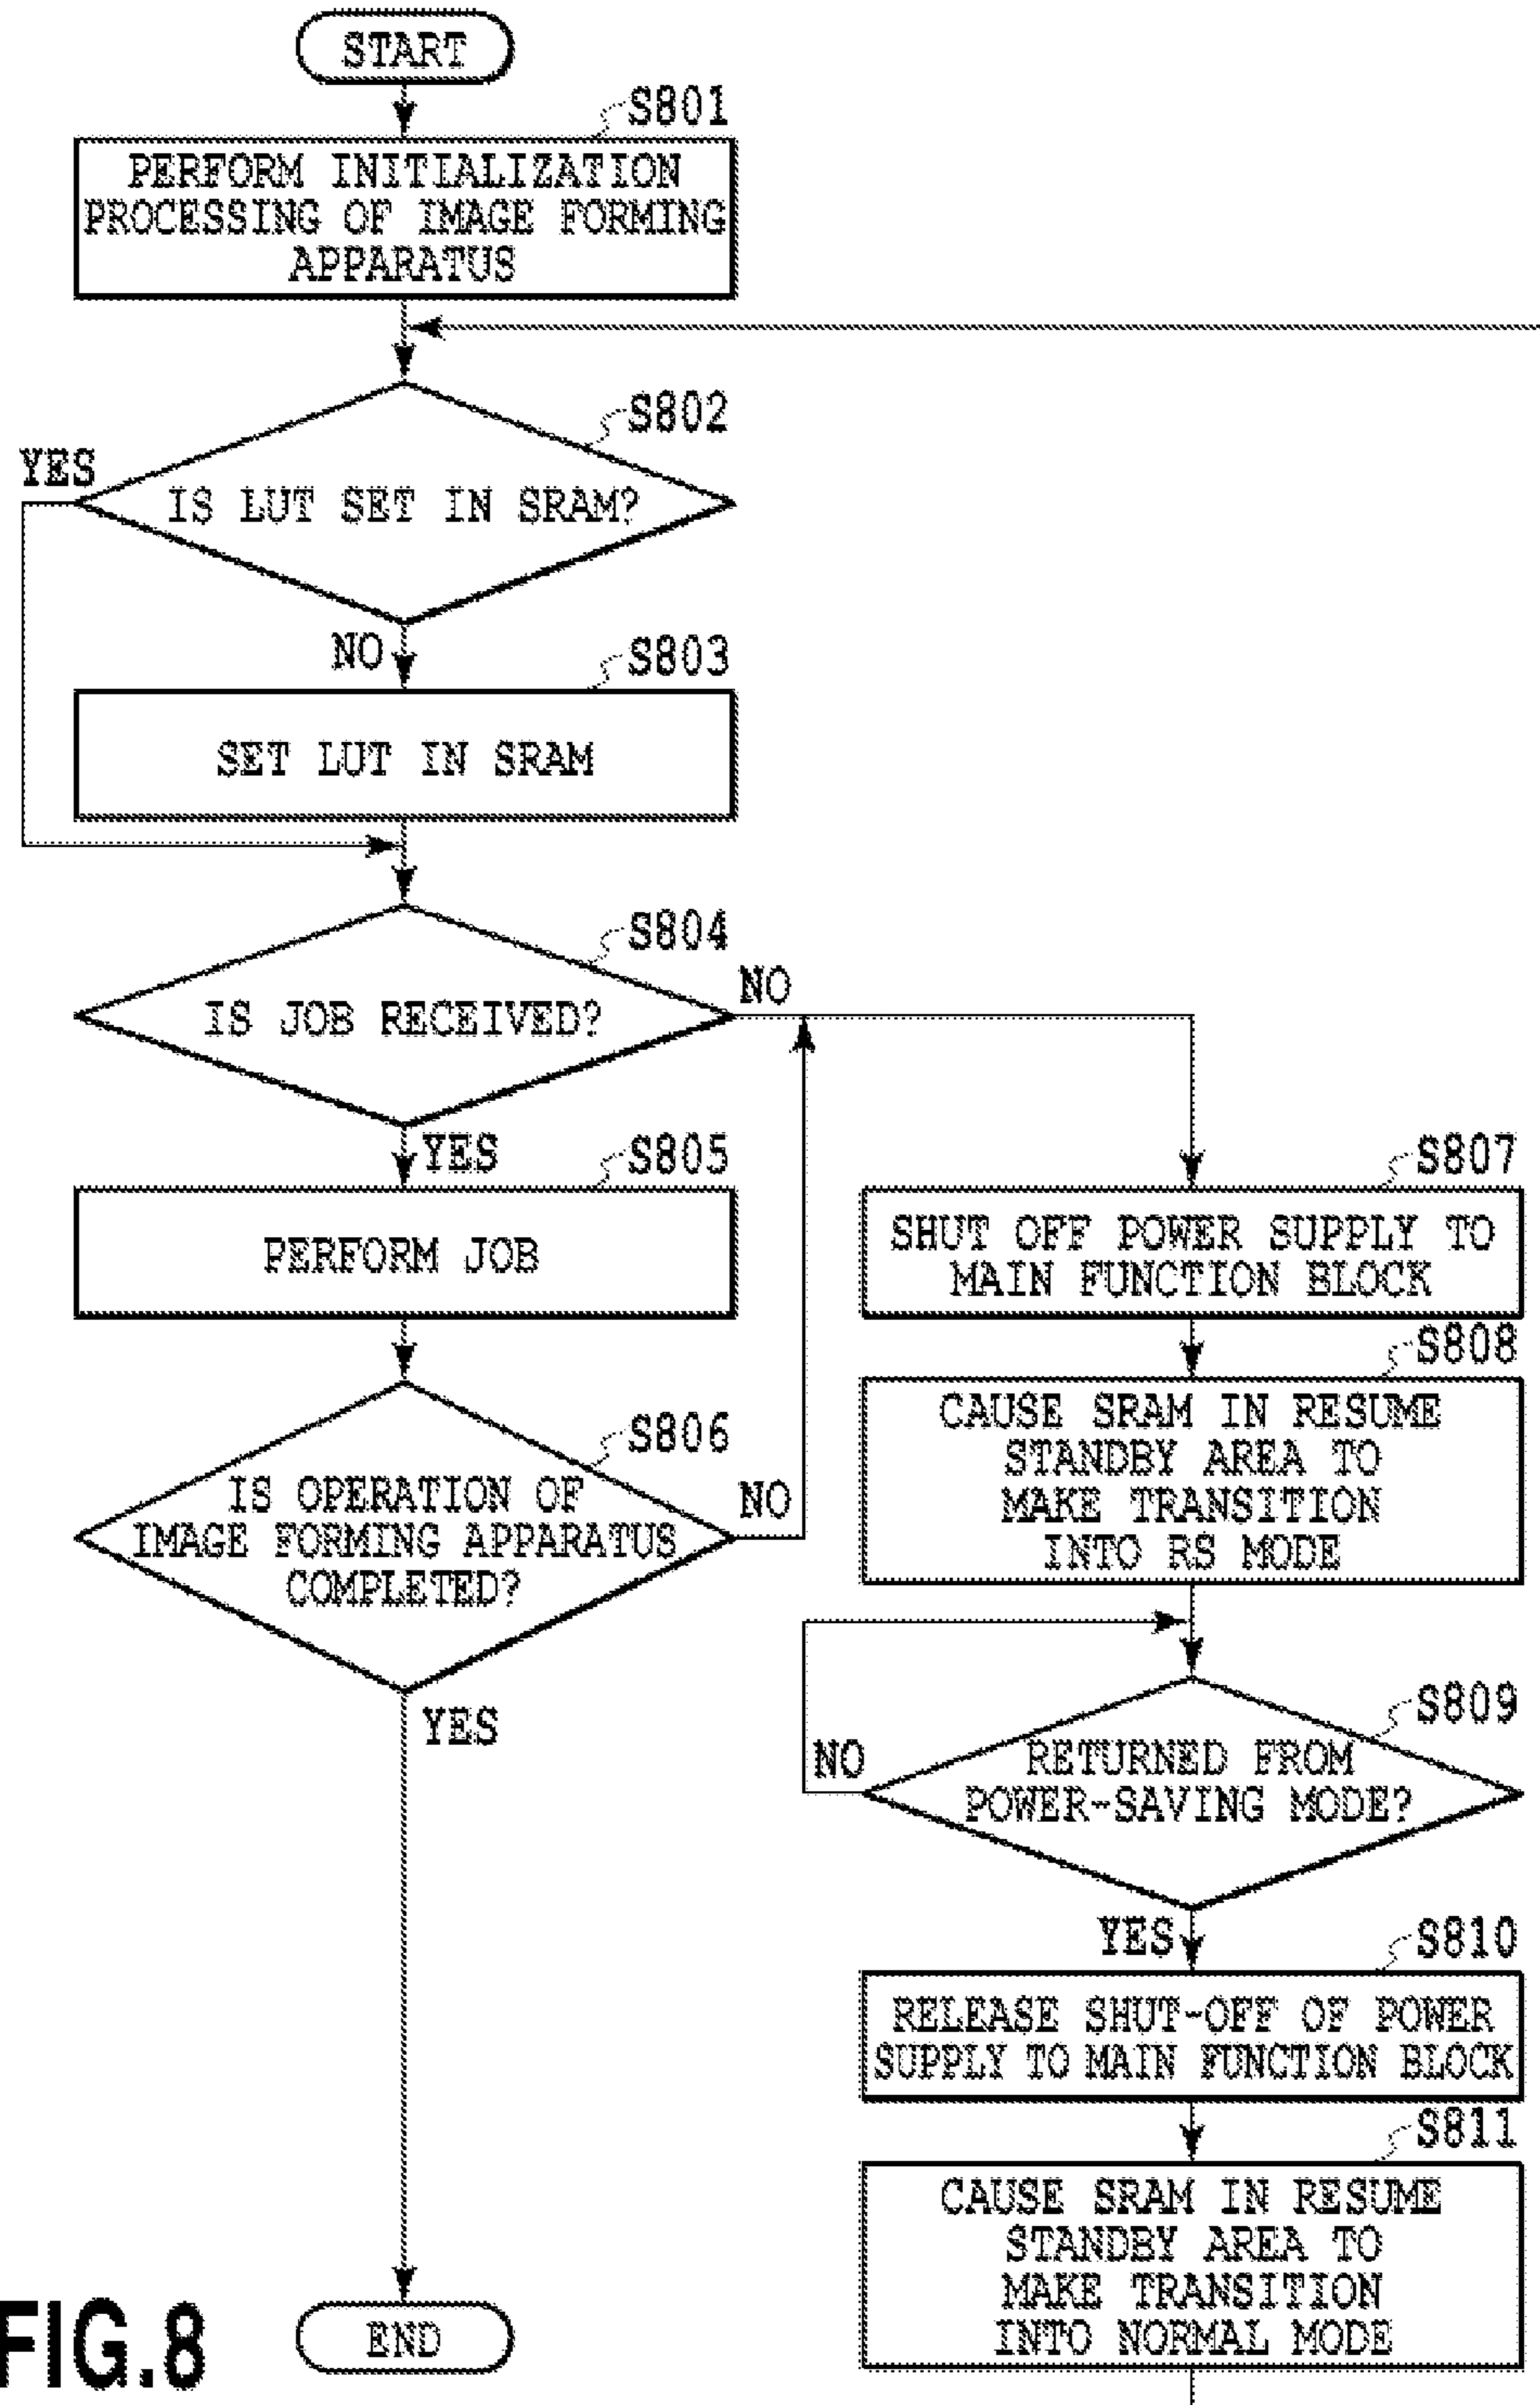 START
S801
PERFORM INITIALIZATION
PROCESSING OF IMAGE FORMING
APPARATUS
S802
YES
IS LUT SET IN SRAM?
NO
S803
SET LUT IN SRAM
S804
NO
IS JOB RECEIVED?
YES
S805
PERFORM JOB
S806
NO
IS OPERATION OF
IMAGE FORMING APPARATUS
COMPLETED?
YES
END
S807
SHUT OFF POWER SUPPLY TO
MAIN FUNCTION BLOCK
S808
CAUSE SRAM IN RESUME
STANDBY AREA TO
MAKE TRANSITION
INTO RS MODE
S809
NO
RETURNED FROM
POWER-SAVING MODE?
YES
S810
RELEASE SHUT-OFF OF POWER
SUPPLY TO MAIN FUNCTION BLOCK
S811
CAUSE SRAM IN RESUME
STANDBY AREA TO
MAKE TRANSITION
INTO NORMAL MODE
FIG.8